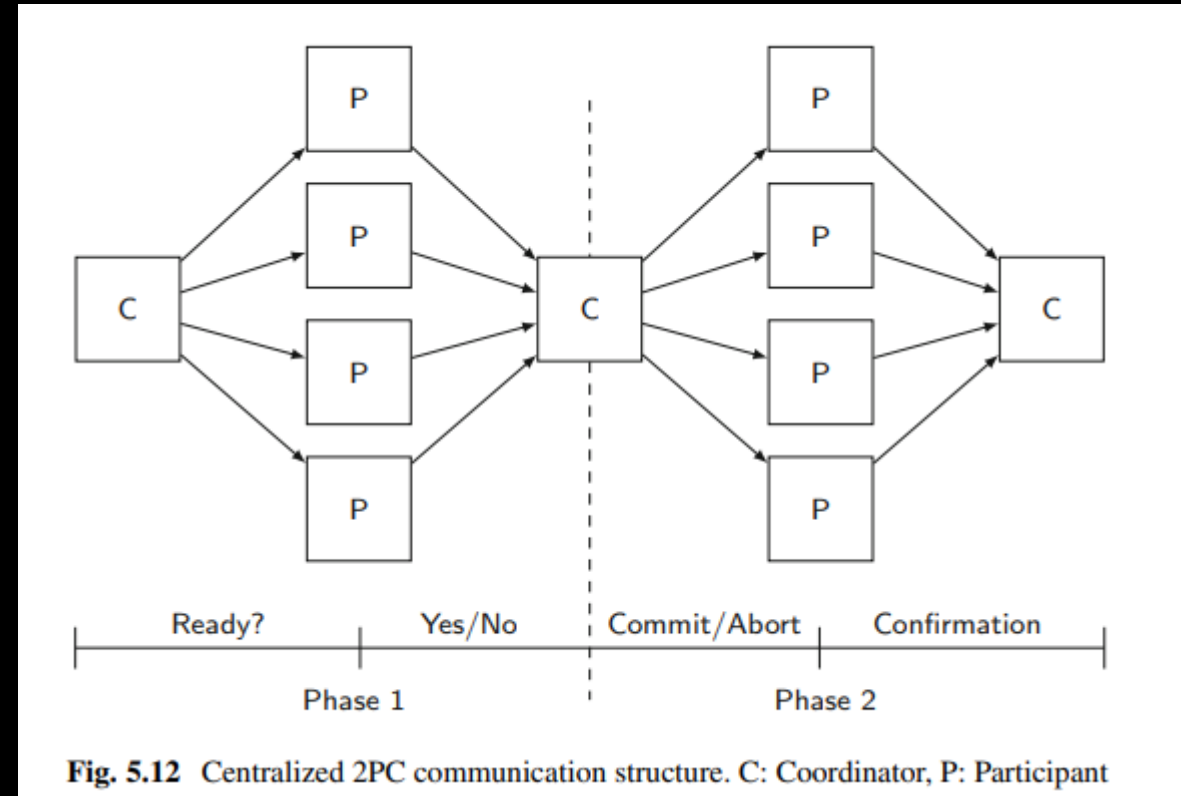 P
P
P
P
C
P
P
C
C
P
P
P
P
Ready?
Yes/No
Commit/Abort
Confirmation
Phase 1
Phase 2
Fig. 5.12 Centralized 2PC communication structure. C: Coordinator, P: Participant